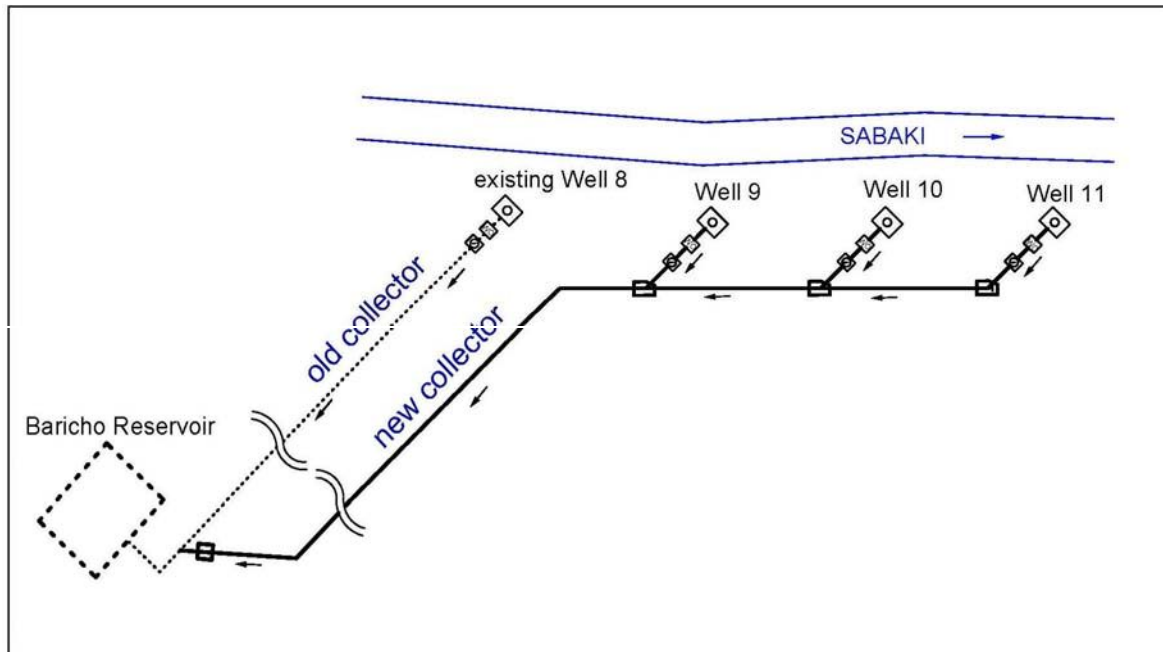 SABAKI
existing Well 8
Well 9
Well 10
Well 11
old collector
new collector
Baricho Reservoir